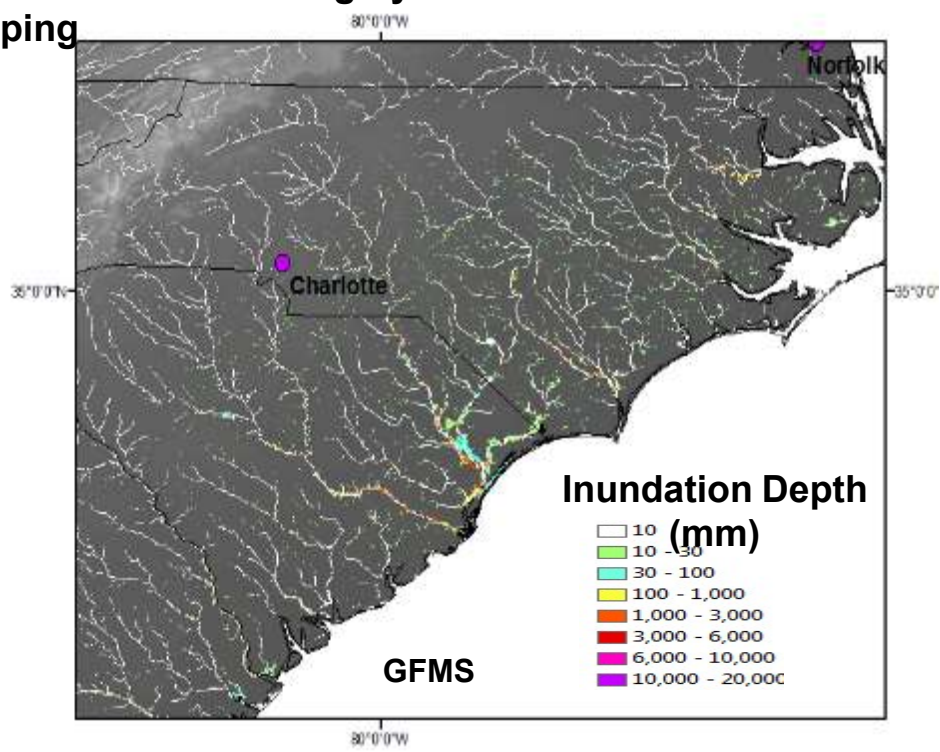 ping
80°0'0"W
Norfolk
35°0'0"N
Charlotte
35°0'0"
Inundation Depth
(mm)
10
10 - 30
30 - 100
100 - 1,000
1,000 - 3,000
3,000 - 6,000
6,000 - 10,000
10,000 - 20,000
GFMS
80°0'0"W